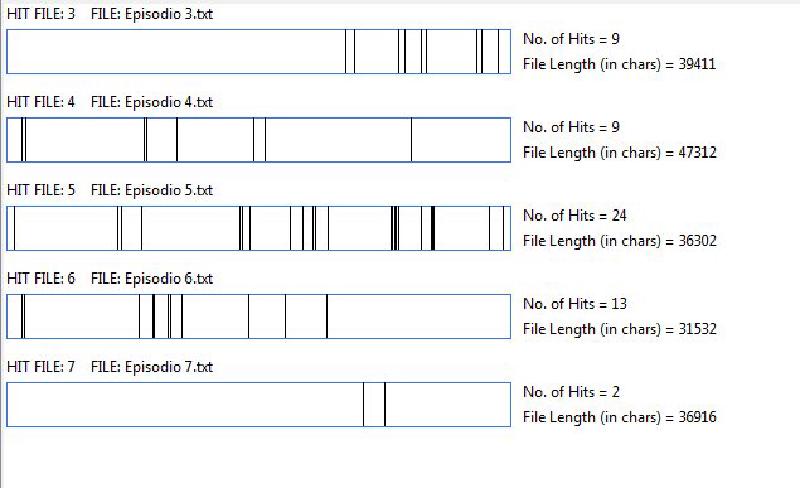 HIT FILE: 3 FILE: Episodio 3.txt
No. of Hits = 9
File Length (in chars) = 39411
HIT FILE: 4 FILE: Episodio 4.txt
No. of Hits = 9
File Length (in chars) = 47312
HIT FILE: 5 FILE: Episodio 5.txt
No. of Hits = 24
File Length (in chars) = 36302
HIT FILE: 6 FILE: Episodio 6.txt
No. of Hits = 13
File Length (in chars) = 31532
HIT FILE: 7 FILE: Episodio 7.txt
No. of Hits = 2
File Length (in chars) = 36916